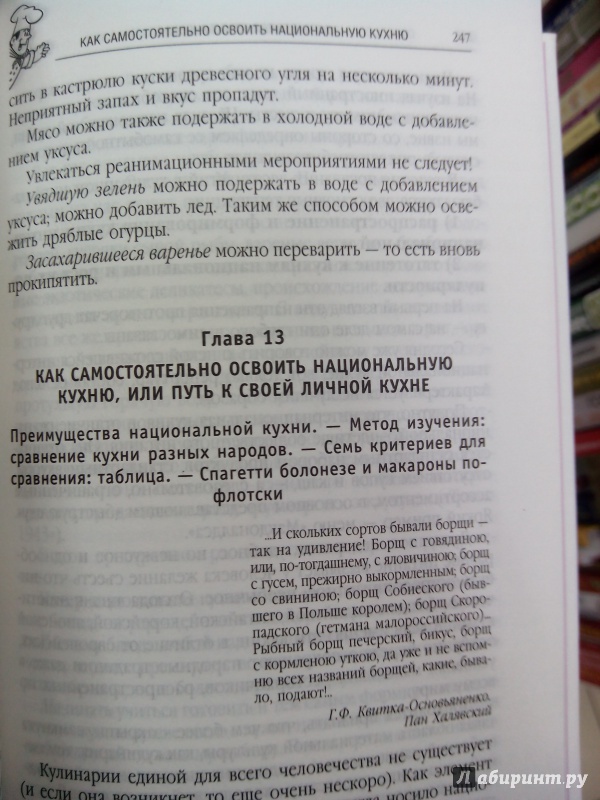 КАК САМОСТОЯТЕЛЬНО ОСВОИТЬ НАЦИОНАЛЬНУЮ КУХНЮ 247
сить в кастрюлю куски древесного угля на несколько минут.
Неприятный запах и вкус пропадут.
Мясо можно также подержать в холодной воде с добавле-
нием уксуса.
Увлекаться реанимационными мероприятиями не следует!
Увядшую зелень можно подержать в воде с добавлением
уксуса; можно добавить лед. Таким же способом можно осве-
жить дряблые огурцы.
Засахарившееся варенье можно переварить — то есть вновь
прокипятить.
Глава 13
КАК САМОСТОЯТЕЛЬНО ОСВОИТЬ НАЦИОНАЛЬНУЮ
КУХНЮ, ИЛИ ПУТЬ К СВОЕЙ ЛИЧНОЙ КУХНЕ
Преимущества национальной кухни. — Метод изучения:
сравнение кухни разных народов. — Семь критериев для
сравнения: таблица. — Спагетти болонезе и макароны по-
флотски
...И скольких сортов бывали борщи —
так на удивление! Борщ с говядиною,
или, по-тогдашнему, с яловичиною; борщ
с гусем, прежирно выкормленным; борщ
со свининою; борщ Собиеского (быв-
шего в Польше королем); борщ Скоро-
падского (гетмана малороссийского)...
Рыбный борщ печерский, бикус, борщ
с кормленою уткою, да уже и не вспом-
ню всех названий борщей, какие, быва-
ло, подают!..
Г.Ф. Квитка-Основьяненко.
Пан Халявский
Кулинарии единой для всего человечества не существует
(и если она возникнет, то еще очень нескоро). Как элемент
носило нацио-
Лабиринт.ру